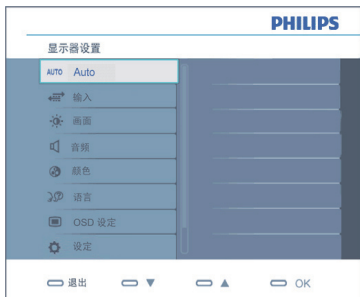 PHILIPS
显示器设置
AUTO Auto
输入
画面
音频
颜色
语言
OSD 设定
设定
退出 ▼ ▲ OK